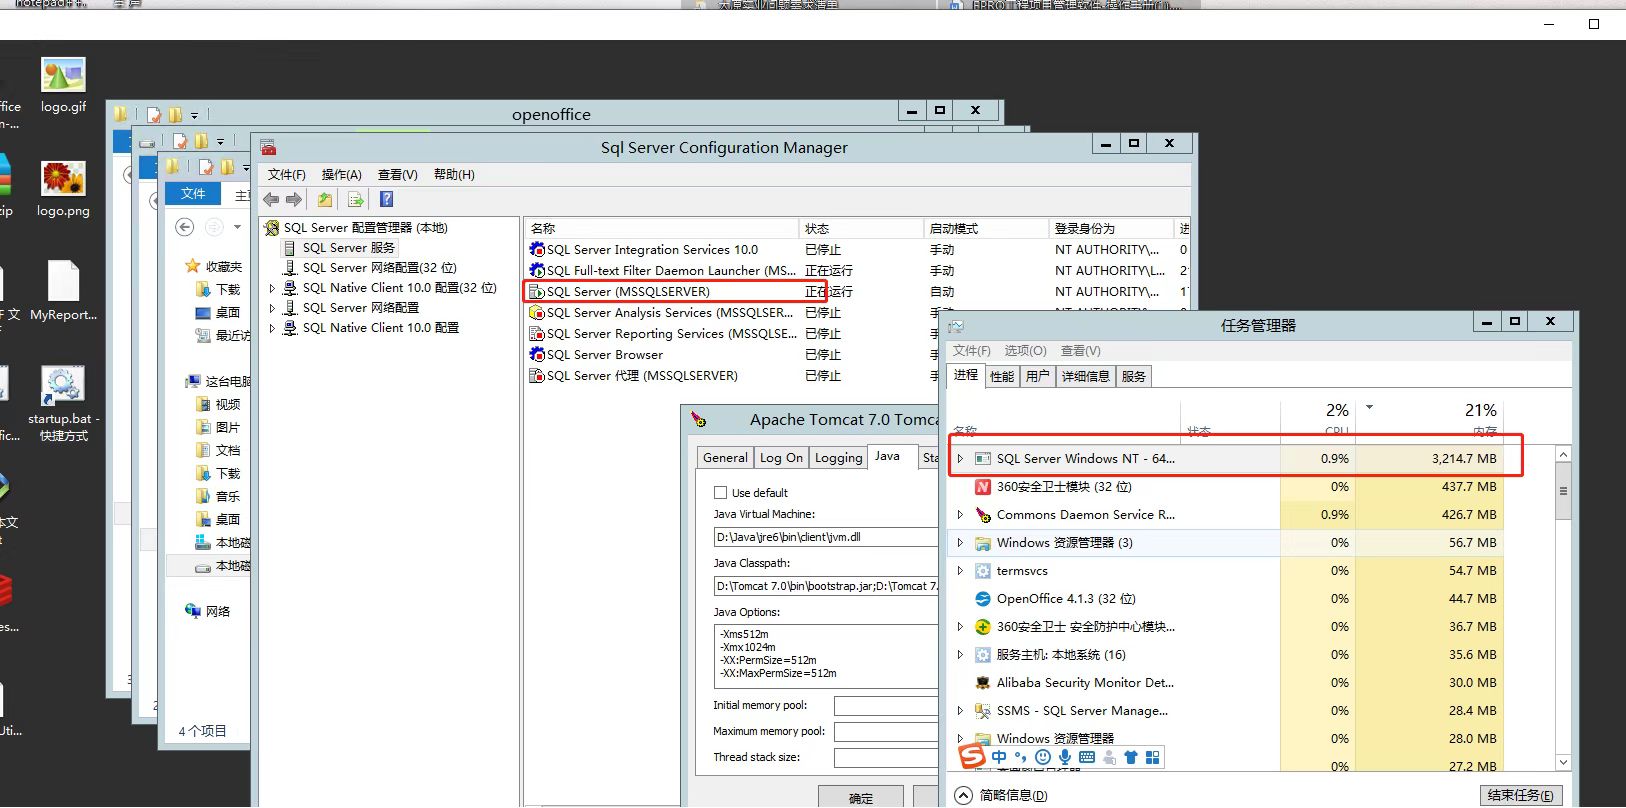 notepad++.
logo.gif
logo.png
MyReport...
startup.bat -
快捷方式
ffice
n-...
zip
F 文
fic...
本文
t
es...
Uti...
openoffice
文件
主
收藏夹
下载
桌面
最近访
这台电脑
视频
图片
文档
下载
音乐
桌面
本地磁
本地磁
网络
4 个项目
Sql Server Configuration Manager
文件(F) 操作(A) 查看(V) 帮助(H)
SQL Server 配置管理器 (本地)
SQL Server 服务
SQL Server 网络配置(32 位)
SQL Native Client 10.0 配置(32 位)
SQL Server 网络配置
SQL Native Client 10.0 配置
名称 状态 启动模式 登录身份为 进
SQL Server Integration Services 10.0 已停止 手动 NT AUTHORITY\... 0
SQL Full-text Filter Daemon Launcher (MS... 正在运行 手动 NT AUTHORITY\L... 2
SQL Server (MSSQLSERVER) 正在运行 自动 NT AUTHORITY\... 1
SQL Server Analysis Services (MSSQLSER... 已停止
SQL Server Reporting Services (MSSQLSE... 已停止 手
SQL Server Browser 已停止 手
SQL Server 代理 (MSSQLSERVER) 已停止 手
Apache Tomcat 7.0 Tomca
General Log On Logging Java Sta
Use default
Java Virtual Machine:
D:\Java\jre6\bin\client\jvm.dll
Java Classpath:
D:\Tomcat 7.0\bin\bootstrap.jar;D:\Tomcat 7.
Java Options:
-Xms512m
-Xmx1024m
-XX:PermSize=512m
-XX:MaxPermSize=512m
Initial memory pool:
Maximum memory pool:
Thread stack size:
确定
任务管理器
文件(F) 选项(O) 查看(V)
进程 性能 用户 详细信息 服务
2% 21%
名称 状态 CPU 内存
SQL Server Windows NT - 64... 0.9% 3,214.7 MB
360安全卫士模块 (32 位) 0% 437.7 MB
Commons Daemon Service R... 0.9% 426.7 MB
Windows 资源管理器 (3) 0% 56.7 MB
termsvcs 0% 54.7 MB
OpenOffice 4.1.3 (32 位) 0% 44.7 MB
360安全卫士 安全防护中心模块... 0% 36.7 MB
服务主机: 本地系统 (16) 0% 35.6 MB
Alibaba Security Monitor Det... 0% 30.0 MB
SSMS - SQL Server Manage... 0% 28.4 MB
Windows 资源管理器 0% 28.0 MB
0% 27.2 MB
中
简略信息(D) 结束任务(E)